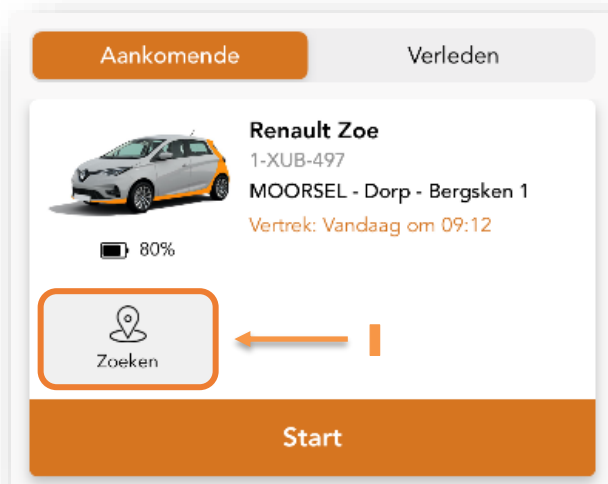 Aankomende
Verleden
Renault Zoe
1-XUB-497
MOORSEL - Dorp - Bergsken 1
Vertrek: Vandaag om 09:12
80%
Zoeken
I
Start